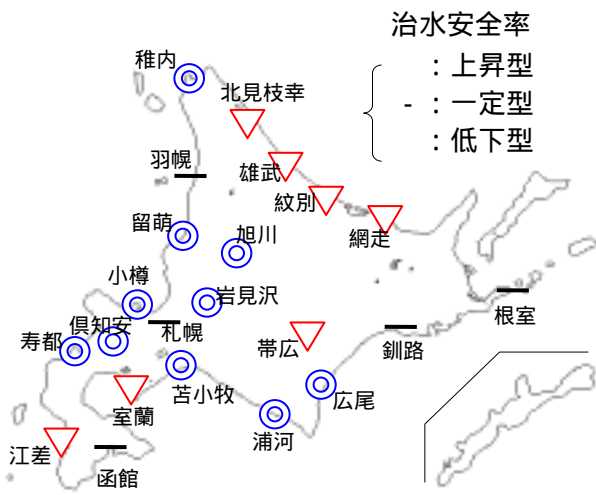 治水安全率
：上昇型
- ：一定型
：低下型
稚内
北見枝幸
羽幌
雄武
紋別
留萌
旭川
網走
小樽
岩見沢
根室
倶知安
札幌
寿都
帯広
釧路
苫小牧
広尾
室蘭
浦河
江差
函館